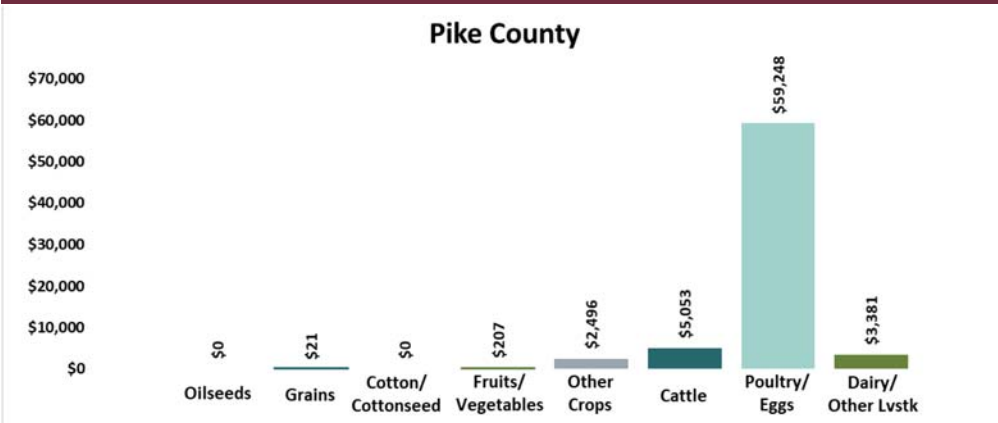 Pike County
$70,000
$60,000
$50,000
$40,000
$30,000
$20,000
$10,000
$0
$0
$21
$0
$207
$2,496
$5,053
$59,248
$3,381
Oilseeds
Grains
Cotton/
Cottonseed
Fruits/
Vegetables
Other
Crops
Cattle
Poultry/
Eggs
Dairy/
Other Lvstk